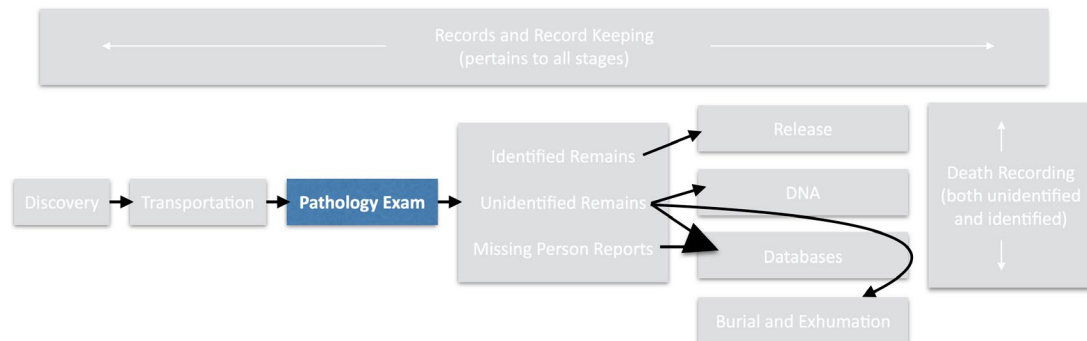 Records and Record Keeping
(pertains to all stages)
Discovery
Transportation
Pathology Exam
Identified Remains
Unidentified Remains
Missing Person Reports
Release
DNA
Databases
Burial and Exhumation
Death Recording
(both unidentified
and identified)